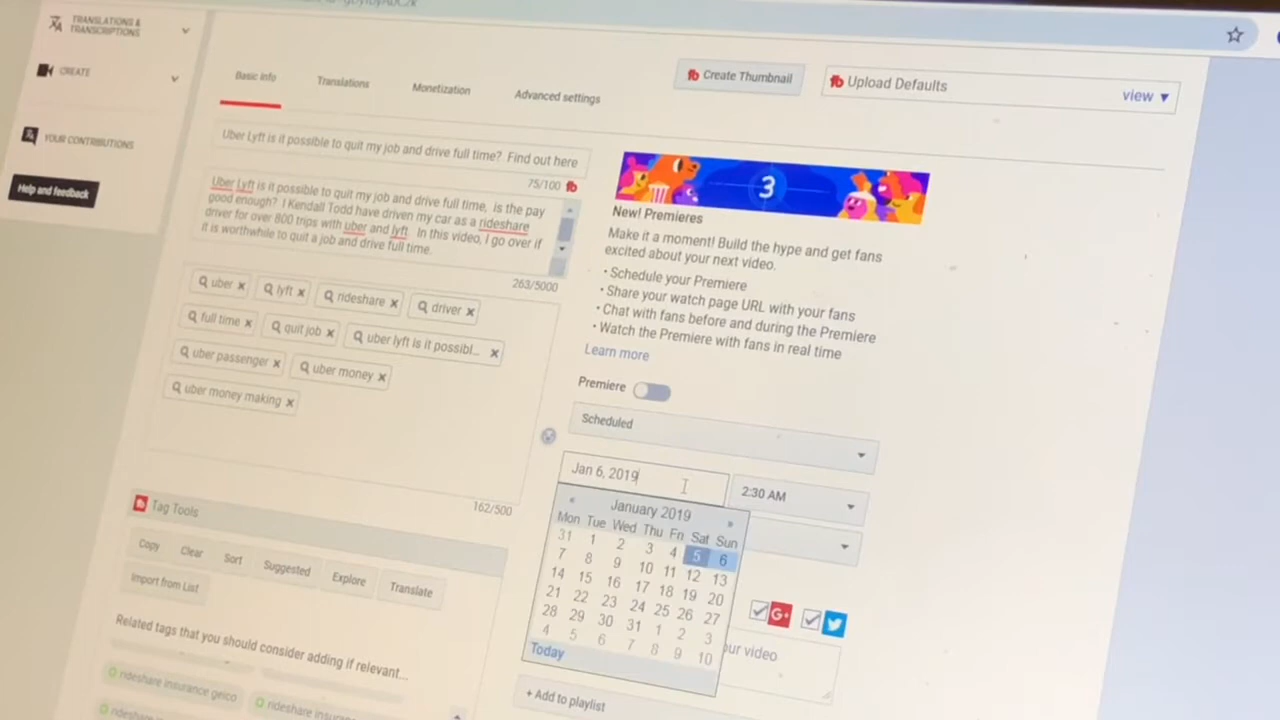 TRANSLATIONS &
TRANSCRIPTIONS
CREATE
YOUR CONTRIBUTIONS
Help and feedback
Basic info
Translations
Monetization
Advanced settings
Create Thumbnail
Upload Defaults
view ▼
Uber Lyft is it possible to quit my job and drive full time? Find out here
75/100
Uber Lyft is it possible to quit my job and drive full time, is the pay
good enough? I Kendall Todd have driven my car as a rideshare
driver for over 800 trips with uber and lyft. In this video, I go over if
it is worthwhile to quit a job and drive full time.
263/5000
uber × lyft × rideshare × driver ×
full time × quit job × uber lyft is it possibl... ×
uber passenger × uber money ×
uber money making ×
162/500
Tag Tools
Copy Clear Sort Suggested Explore Translate
Import from List
Related tags that you should consider adding if relevant...
rideshare insurance geico
3
New! Premieres
Make it a moment! Build the hype and get fans
excited about your next video.
• Schedule your Premiere
• Share your watch page URL with your fans
• Chat with fans before and during the Premiere
• Watch the Premiere with fans in real time
Learn more
Premiere
Scheduled
Jan 6, 2019
2:30 AM
« January 2019 »
Mon Tue Wed Thu Fri Sat Sun
31 1 2 3 4 5 6
7 8 9 10 11 12 13
14 15 16 17 18 19 20
21 22 23 24 25 26 27
28 29 30 31 1 2 3
4 5 6 7 8 9 10
Today
G+
video
+ Add to playlist